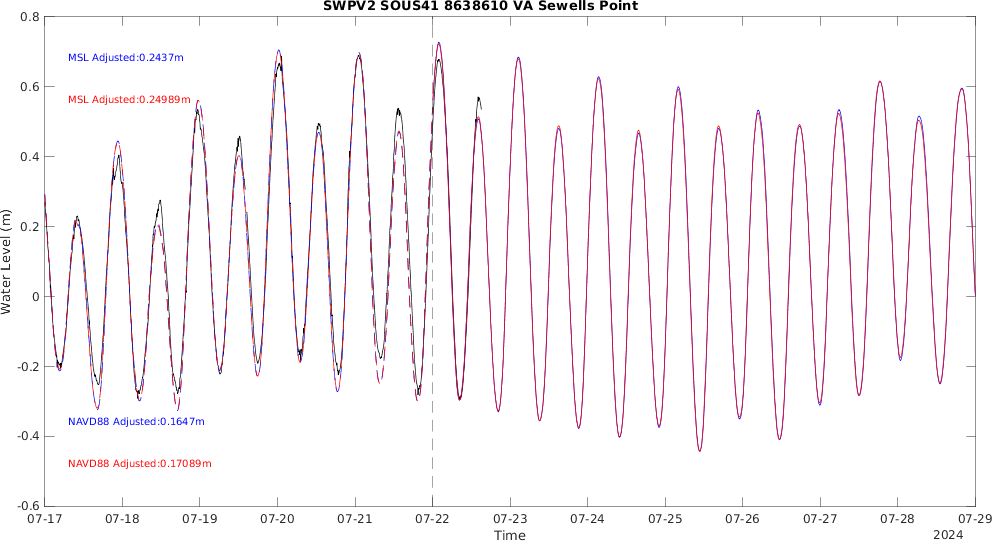 SWPV2 SOUS41 8638610 VA Sewells Point
0.8
MSL Adjusted:0.2437m
0.6
MSL Adjusted:0.24989m
0.4
0.2
Water Level (m)
0
-0.2
NAVD88 Adjusted:0.1647m
-0.4
NAVD88 Adjusted:0.17089m
-0.6
07-17 07-18 07-19 07-20 07-21 07-22 07-23 07-24 07-25 07-26 07-27 07-28 07-29
Time
2024